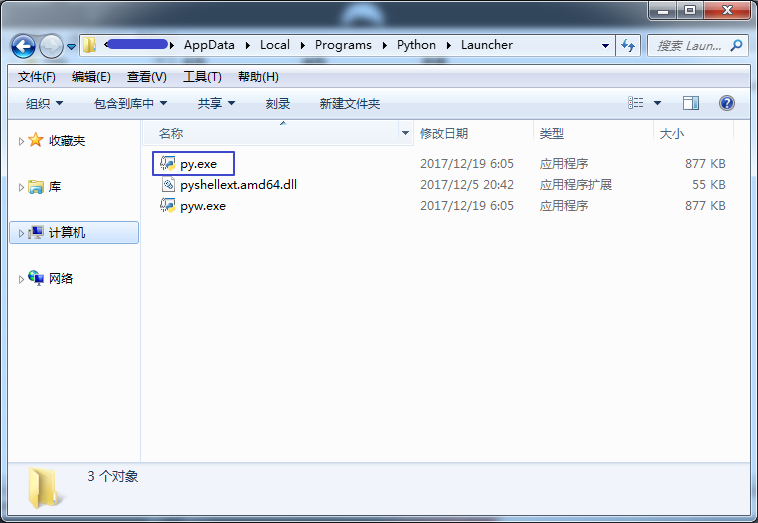 AppData Local Programs Python Launcher 搜索 Laun...
文件(F) 编辑(E) 查看(V) 工具(T) 帮助(H)
组织 包含到库中 共享 刻录 新建文件夹
收藏夹
库
计算机
网络
名称 修改日期 类型 大小
py.exe 2017/12/19 6:05 应用程序 877 KB
pyshellext.amd64.dll 2017/12/5 20:42 应用程序扩展 55 KB
pyw.exe 2017/12/19 6:05 应用程序 877 KB
3 个对象